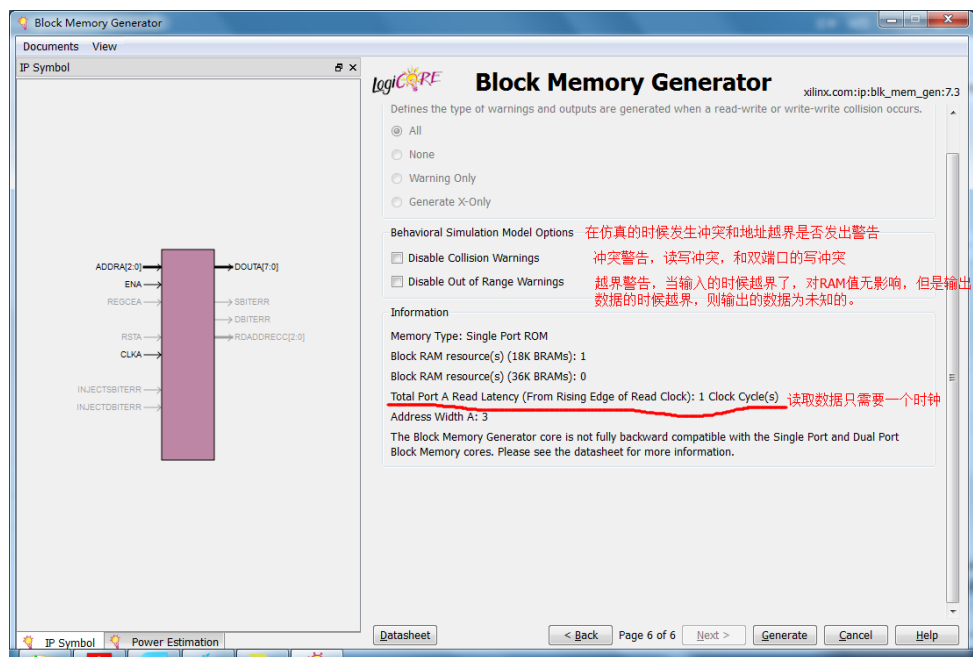 Block Memory Generator
Documents View
IP Symbol
ADDRA[2:0]
ENA
REGCEA
RSTA
CLKA
INJECTSBITERR
INJECTDBITERR
DOUTA[7:0]
SBITERR
DBITERR
RDADDRECC[2:0]
IP Symbol Power Estimation
logiCORE Block Memory Generator xilinx.com:ip:blk_mem_gen:7.3
Defines the type of warnings and outputs are generated when a read-write or write-write collision occurs.
All
None
Warning Only
Generate X-Only
Behavioral Simulation Model Options 在仿真的时候发生冲突和地址越界是否发出警告
Disable Collision Warnings 冲突警告，读写冲突，和双端口的写冲突
Disable Out of Range Warnings 越界警告，当输入的时候越界了，对RAM值无影响，但是输出
数据的时候越界，则输出的数据为未知的。
Information
Memory Type: Single Port ROM
Block RAM resource(s) (18K BRAMs): 1
Block RAM resource(s) (36K BRAMs): 0
Total Port A Read Latency (From Rising Edge of Read Clock): 1 Clock Cycle(s) 读取数据只需要一个时钟
Address Width A: 3
The Block Memory Generator core is not fully backward compatible with the Single Port and Dual Port
Block Memory cores. Please see the datasheet for more information.
Datasheet < Back Page 6 of 6 Next > Generate Cancel Help